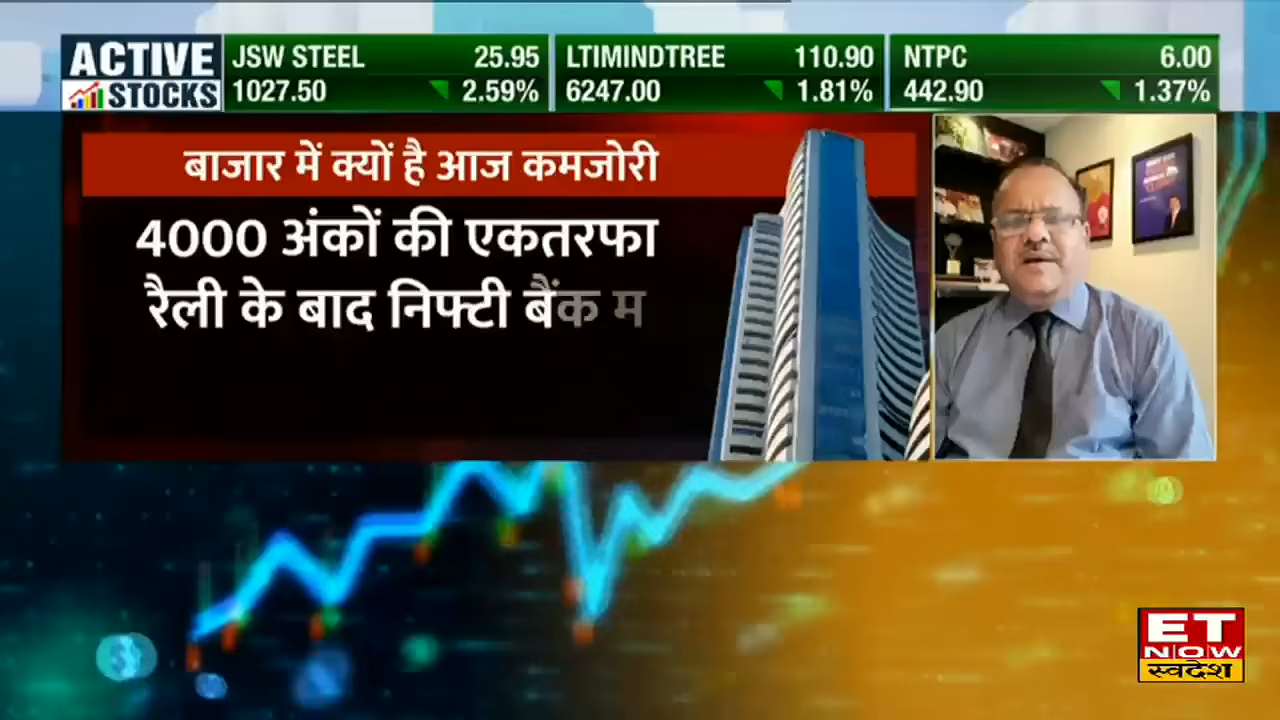 ACTIVE STOCKS
JSW STEEL 25.95
1027.50 2.59%
LTIMINDTREE 110.90
6247.00 1.81%
NTPC 6.00
442.90 1.37%
बाजार में क्यों है आज कमजोरी
4000 अंकों की एकतरफा
रैली के बाद निफ्टी बैंक म
ET
NOW
स्वदेश